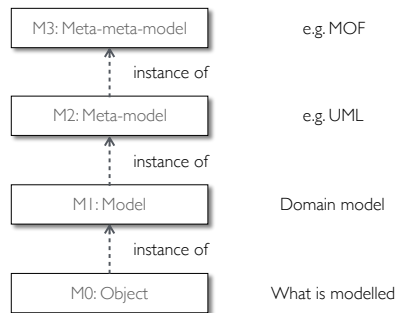 M3: Meta-meta-model e.g. MOF
instance of
M2: Meta-model e.g. UML
instance of
M1: Model Domain model
instance of
M0: Object What is modelled